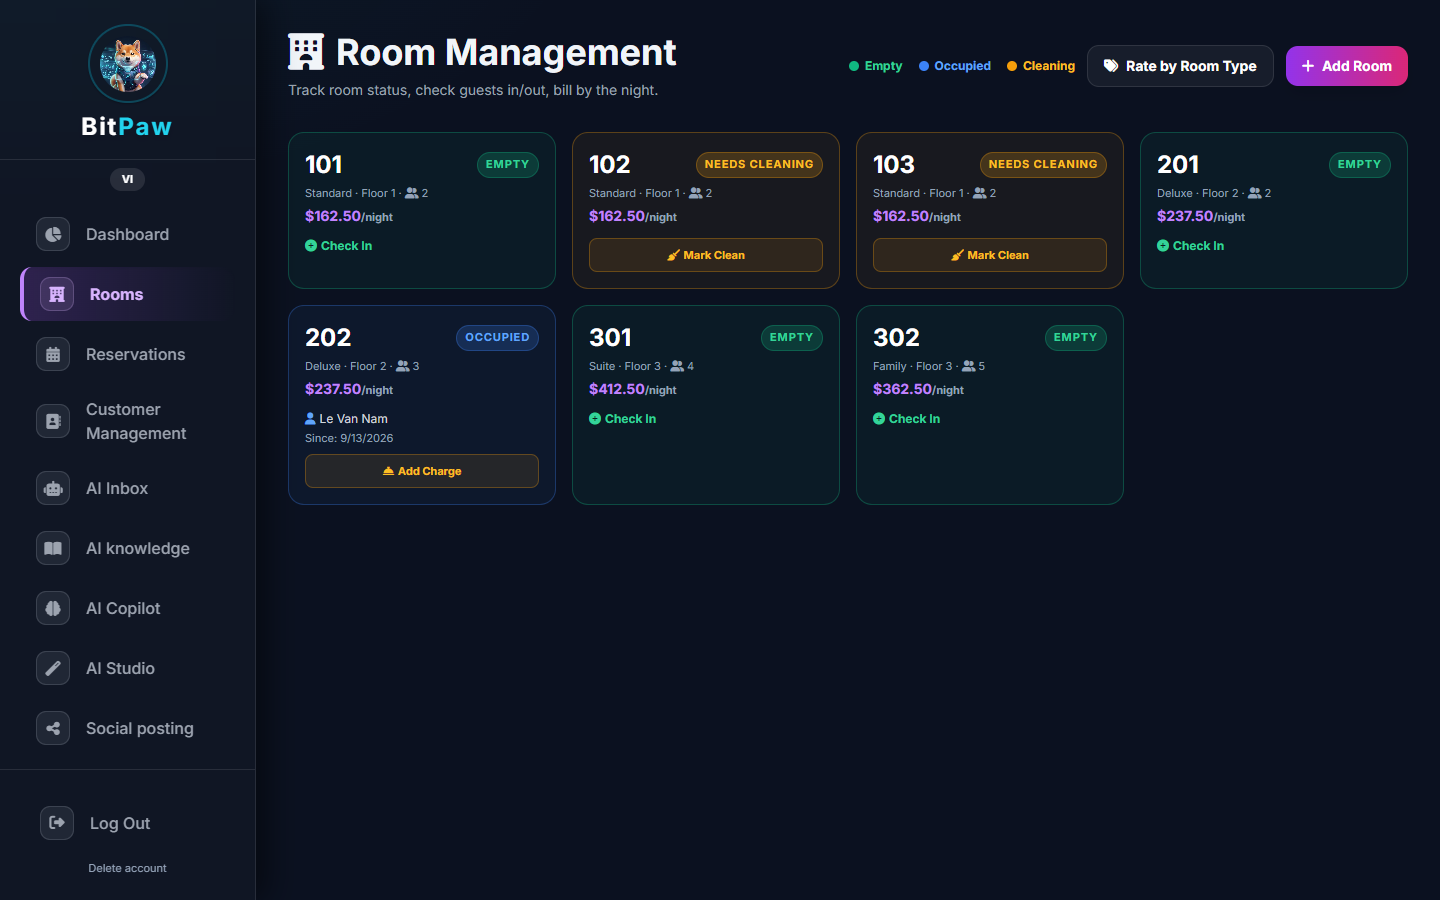 BitPaw
VI
Dashboard
Rooms
Reservations
Customer
Management
AI Inbox
AI knowledge
AI Copilot
AI Studio
Social posting
Log Out
Delete account
Room Management
Track room status, check guests in/out, bill by the night.
Empty
Occupied
Cleaning
Rate by Room Type
Add Room
101
EMPTY
Standard · Floor 1 · 2
$162.50/night
Check In
102
NEEDS CLEANING
Standard · Floor 1 · 2
$162.50/night
Mark Clean
103
NEEDS CLEANING
Standard · Floor 1 · 2
$162.50/night
Mark Clean
201
EMPTY
Deluxe · Floor 2 · 2
$237.50/night
Check In
202
OCCUPIED
Deluxe · Floor 2 · 3
$237.50/night
Le Van Nam
Since: 9/13/2026
Add Charge
301
EMPTY
Suite · Floor 3 · 4
$412.50/night
Check In
302
EMPTY
Family · Floor 3 · 5
$362.50/night
Check In